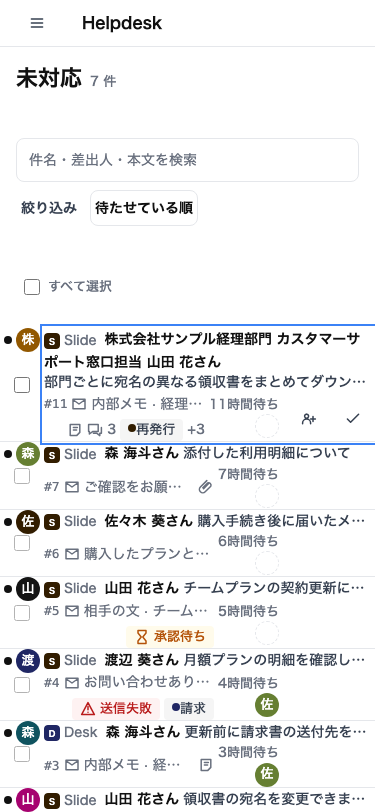 Helpdesk
未対応 7 件
件名・差出人・本文を検索
絞り込み 待たせている順
すべて選択
株 S Slide 株式会社サンプル経理部門 カスタマーサ
ポート窓口担当 山田 花さん
部門ごとに宛名の異なる領収書をまとめてダウン…
#11 内部メモ・経理… 11時間待ち
3 再発行 +3
森 S Slide 森 海斗さん 添付した利用明細について
7時間待ち
#7 ご確認をお願…
佐 S Slide 佐々木 葵さん 購入手続き後に届いたメ…
6時間待ち
#6 購入したプランと…
山 S Slide 山田 花さん チームプランの契約更新に…
#5 相手の文・チーム… 5時間待ち
承認待ち
渡 S Slide 渡辺 葵さん 月額プランの明細を確認し…
#4 お問い合わせあり… 4時間待ち
送信失敗 請求 佐
森 D Desk 森 海斗さん 更新前に請求書の送付先を…
3時間待ち
#3 内部メモ・経… 佐
山 S Slide 山田 花さん 領収書の宛名を変更できま…